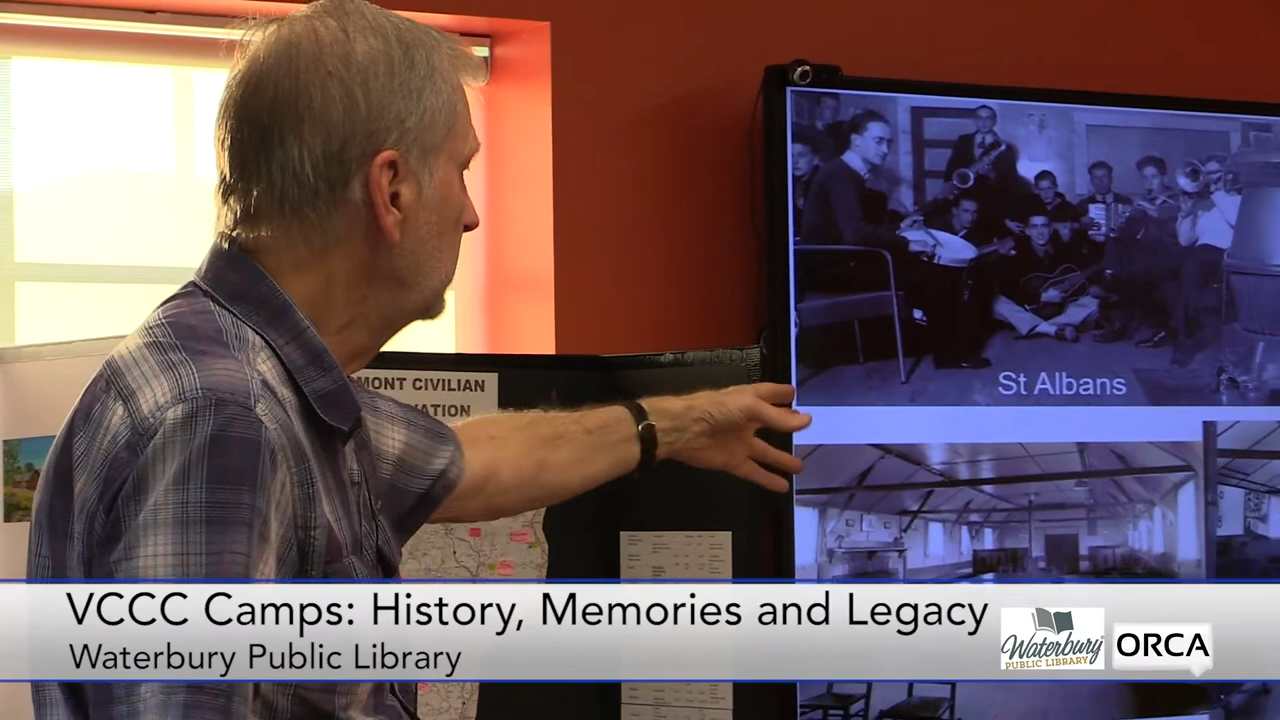 MONT CIVILIAN
VATION
St Albans
VCCC Camps: History, Memories and Legacy
Waterbury Public Library
Waterbury
PUBLIC LIBRARY
ORCA